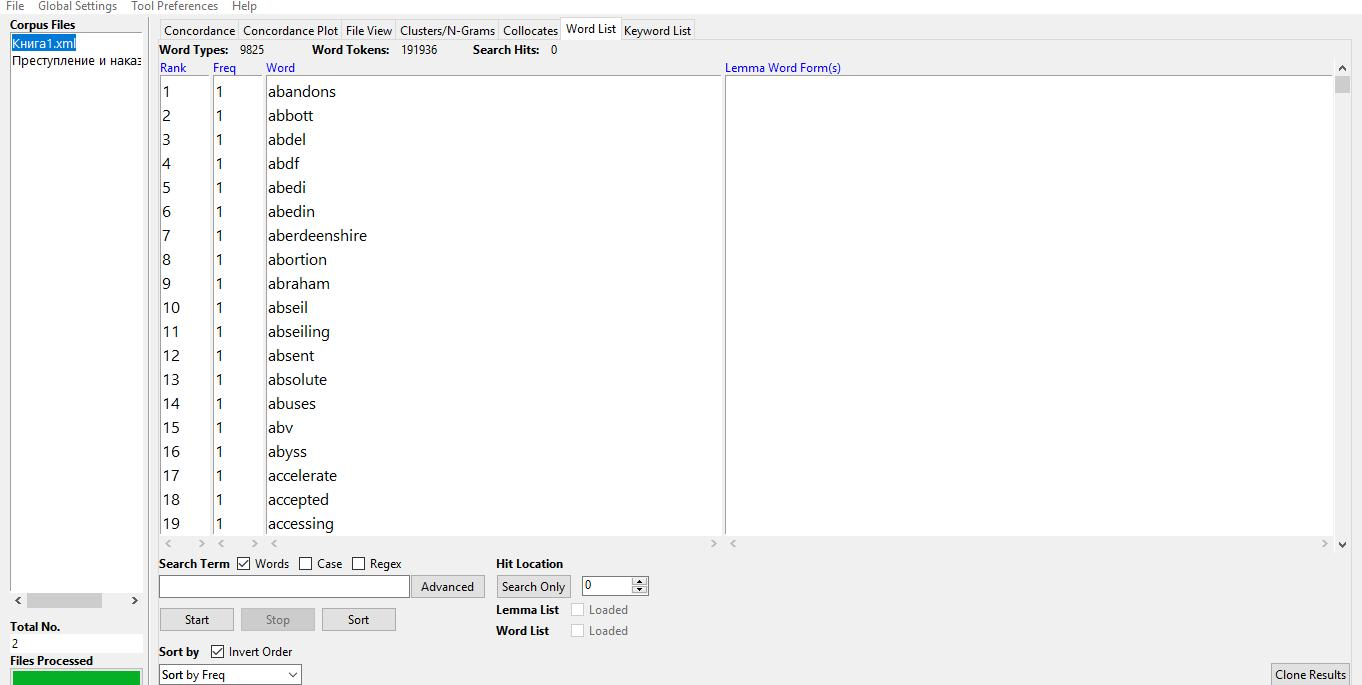 File Global Settings Tool Preferences Help
Corpus Files
Книга1.xml
Преступление и наказ
Concordance Concordance Plot File View Clusters/N-Grams Collocates Word List Keyword List
Word Types: 9825 Word Tokens: 191936 Search Hits: 0
Rank Freq Word Lemma Word Form(s)
1 1 abandons
2 1 abbott
3 1 abdel
4 1 abdf
5 1 abedi
6 1 abedin
7 1 aberdeenshire
8 1 abortion
9 1 abraham
10 1 abseil
11 1 abseiling
12 1 absent
13 1 absolute
14 1 abuses
15 1 abv
16 1 abyss
17 1 accelerate
18 1 accepted
19 1 accessing
Search Term Words Case Regex Hit Location
Advanced Search Only 0
Start Stop Sort Lemma List Loaded
Word List Loaded
Total No.
2
Files Processed
Sort by Invert Order
Sort by Freq
Clone Results